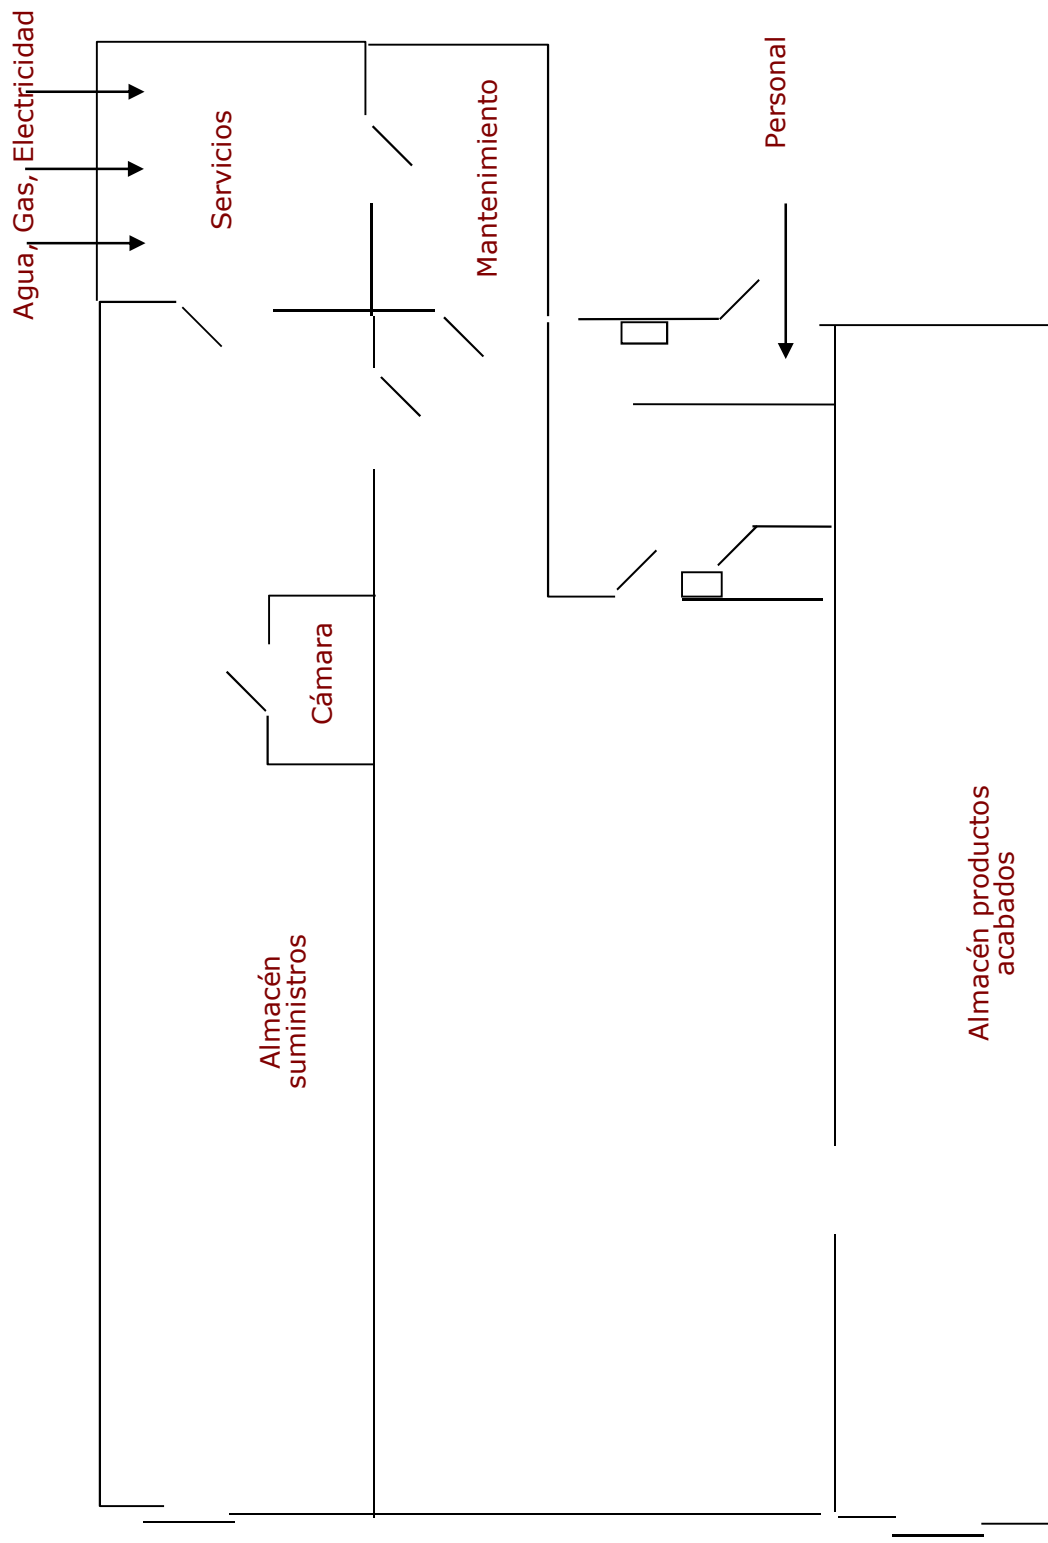 Agua, Gas, Electricidad
Servicios
Mantenimiento
Personal
Cámara
Almacén
suministros
Almacén productos
acabados